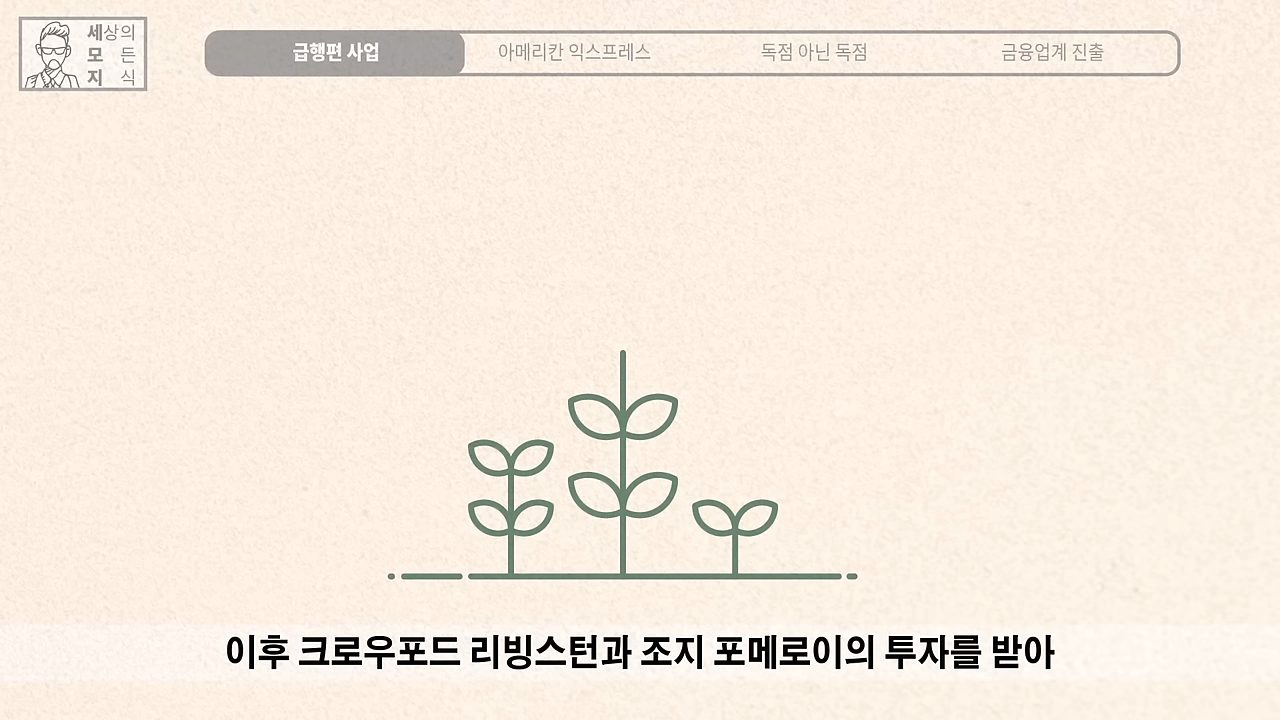 세상의
모든
지식
급행편 사업
아메리칸 익스프레스
독점 아닌 독점
금융업계 진출
이후 크로우포드 리빙스턴과 조지 포메로이의 투자를 받아